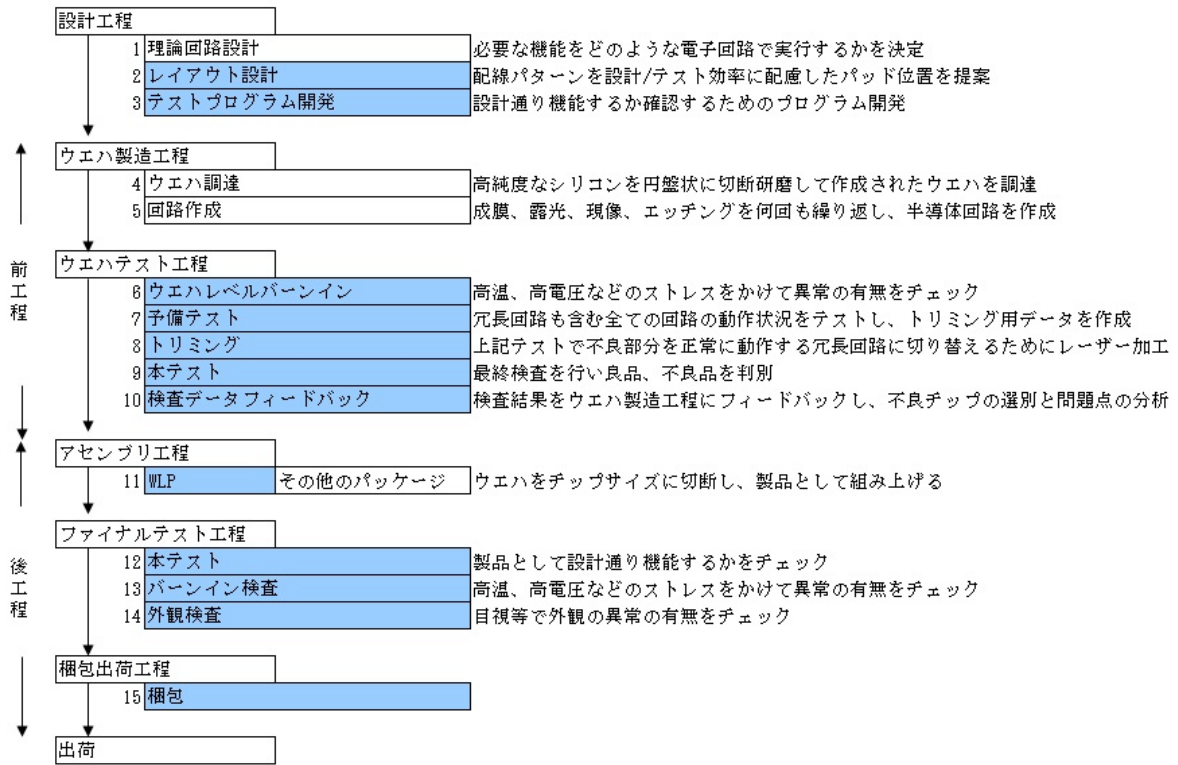 設計工程
1 理論回路設計 必要な機能をどのような電子回路で実行するかを決定
2 レイアウト設計 配線パターンを設計/テスト効率に配慮したパッド位置を提案
3 テストプログラム開発 設計通り機能するか確認するためのプログラム開発
ウエハ製造工程
4 ウエハ調達 高純度なシリコンを円盤状に切断研磨して作成されたウエハを調達
5 回路作成 成膜、露光、現像、エッチングを何回も繰り返し、半導体回路を作成
前工程
ウエハテスト工程
6 ウエハレベルバーンイン 高温、高電圧などのストレスをかけて異常の有無をチェック
7 予備テスト 冗長回路も含む全ての回路の動作状況をテストし、トリミング用データを作成
8 トリミング 上記テストで不良部分を正常に動作する冗長回路に切り替えるためにレーザー加工
9 本テスト 最終検査を行い良品、不良品を判別
10 検査データフィードバック 検査結果をウエハ製造工程にフィードバックし、不良チップの選別と問題点の分析
アセンブリ工程
11 WLP その他のパッケージ ウエハをチップサイズに切断し、製品として組み上げる
後工程
ファイナルテスト工程
12 本テスト 製品として設計通り機能するかをチェック
13 バーンイン検査 高温、高電圧などのストレスをかけて異常の有無をチェック
14 外観検査 目視等で外観の異常の有無をチェック
梱包出荷工程
15 梱包
出荷